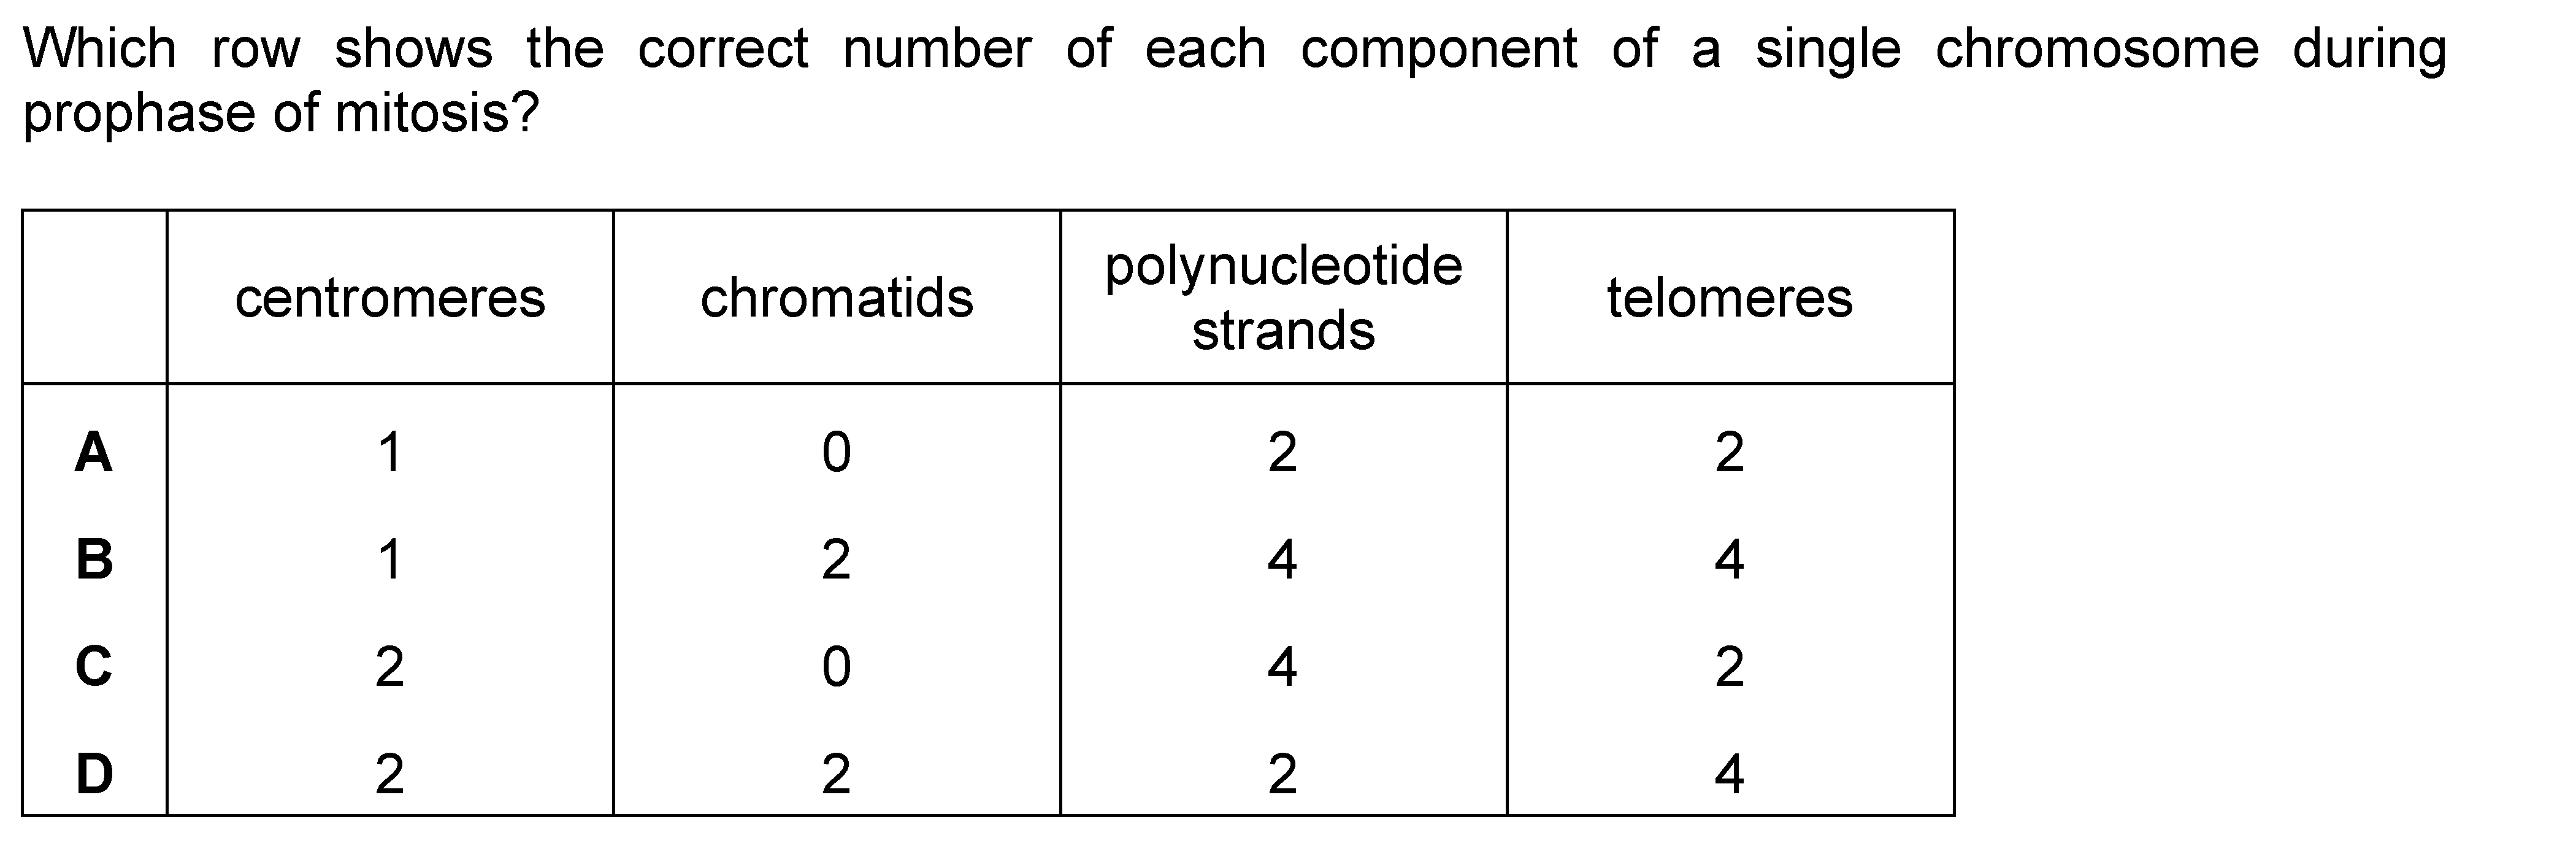 Which row shows the correct number of each component of a single chromosome during
prophase of mitosis?
centromeres chromatids polynucleotide strands telomeres
A 1 0 2 2
B 1 2 4 4
C 2 0 4 2
D 2 2 2 4